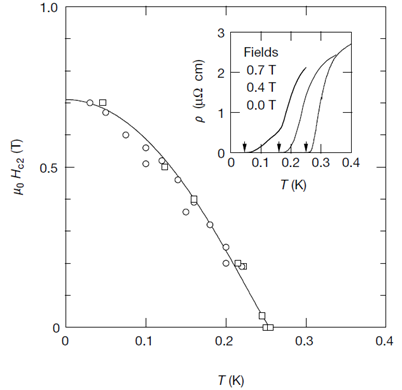 1.0
3
Fields
0.7 T
0.4 T
0.0 T
2
1
0
ρ (μΩ cm)
0 0.1 0.2 0.3 0.4
T (K)
μ0 Hc2 (T)
0.5
0
0 0.1 0.2 0.3 0.4
T (K)